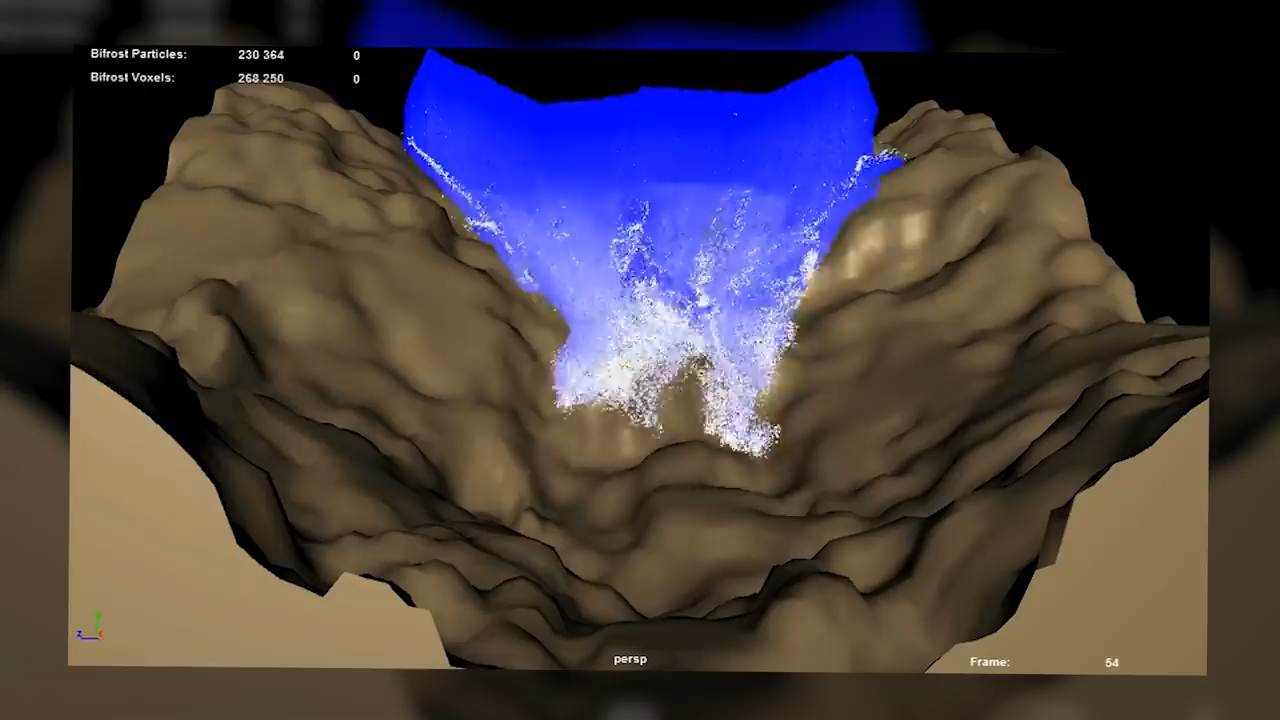 Bifrost Particles: 230 364 0
Bifrost Voxels: 268 250 0
z y x
persp
Frame: 54